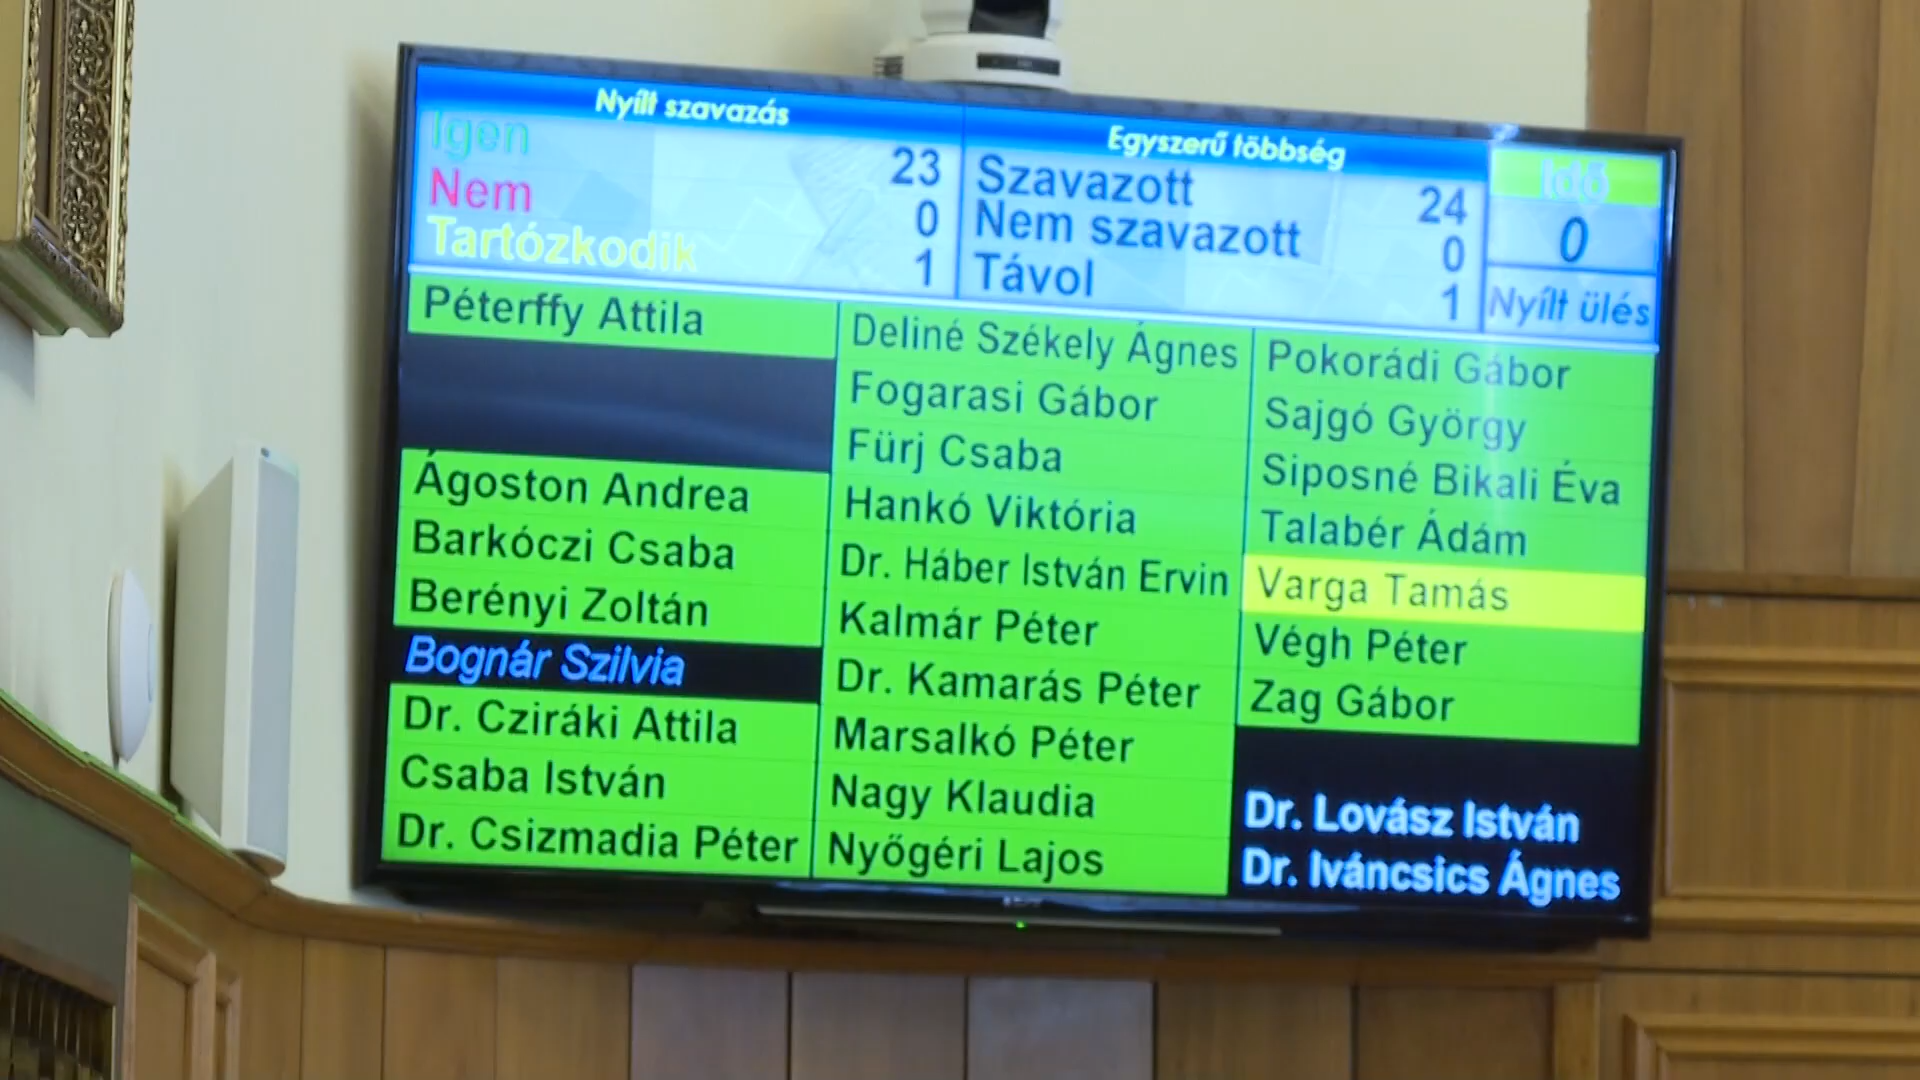 Nyílt szavazás
Igen 23
Nem 0
Tartózkodik 1
Egyszerű többség
Szavazott 24
Nem szavazott 0
Távol 1
Idő
0
Nyílt ülés
Péterffy Attila
Ágoston Andrea
Barkóczi Csaba
Berényi Zoltán
Bognár Szilvia
Dr. Cziráki Attila
Csaba István
Dr. Csizmadia Péter
Deliné Székely Ágnes
Fogarasi Gábor
Fürj Csaba
Hankó Viktória
Dr. Háber István Ervin
Kalmár Péter
Dr. Kamarás Péter
Marsalkó Péter
Nagy Klaudia
Nyőgéri Lajos
Pokorádi Gábor
Sajgó György
Siposné Bikali Éva
Talabér Ádám
Varga Tamás
Végh Péter
Zag Gábor
Dr. Lovász István
Dr. Iváncsics Ágnes